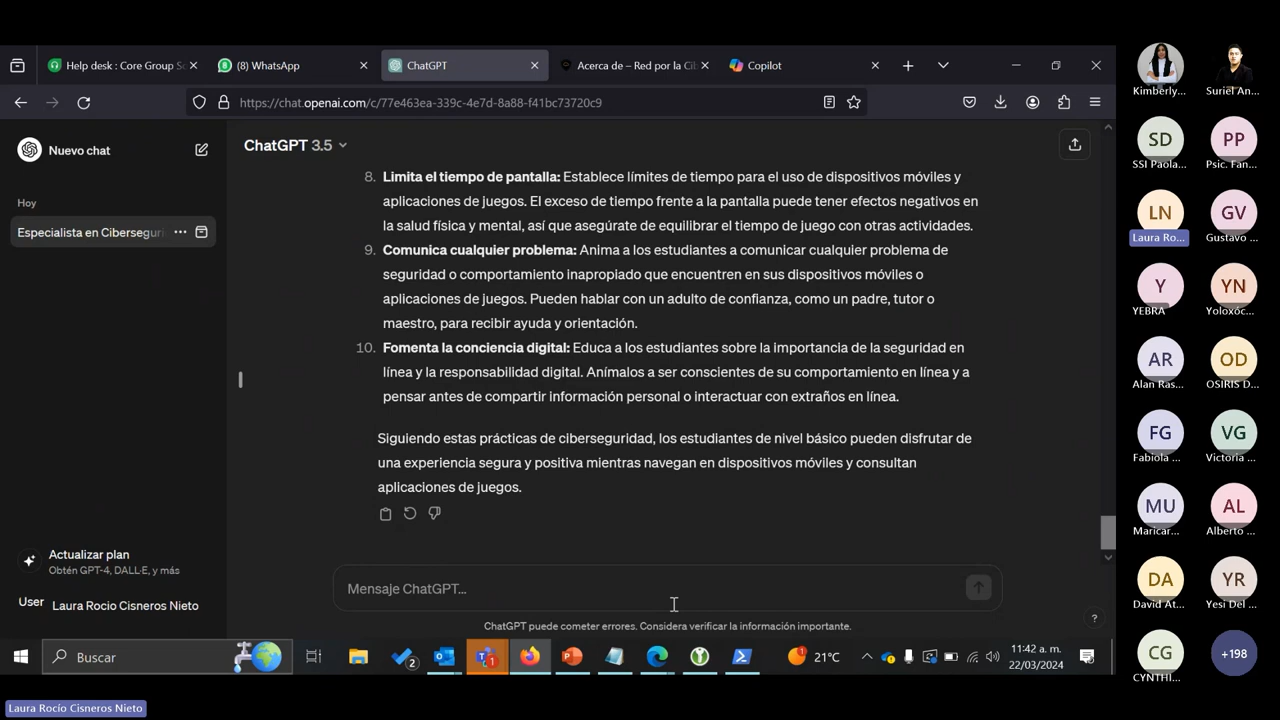 Help desk : Core Group So
(8) WhatsApp
ChatGPT
Acerca de – Red por la Cib
Copilot
https://chat.openai.com/c/77e463ea-339c-4e7d-8a88-f41bc73720c9
Nuevo chat
Hoy
Especialista en Cibersegur
Actualizar plan
Obtén GPT-4, DALL·E, y más
User
Laura Rocio Cisneros Nieto
ChatGPT 3.5
8. Limita el tiempo de pantalla: Establece límites de tiempo para el uso de dispositivos móviles y
aplicaciones de juegos. El exceso de tiempo frente a la pantalla puede tener efectos negativos en
la salud física y mental, así que asegúrate de equilibrar el tiempo de juego con otras actividades.
9. Comunica cualquier problema: Anima a los estudiantes a comunicar cualquier problema de
seguridad o comportamiento inapropiado que encuentren en sus dispositivos móviles o
aplicaciones de juegos. Pueden hablar con un adulto de confianza, como un padre, tutor o
maestro, para recibir ayuda y orientación.
10. Fomenta la conciencia digital: Educa a los estudiantes sobre la importancia de la seguridad en
línea y la responsabilidad digital. Anímalos a ser conscientes de su comportamiento en línea y a
pensar antes de compartir información personal o interactuar con extraños en línea.
Siguiendo estas prácticas de ciberseguridad, los estudiantes de nivel básico pueden disfrutar de
una experiencia segura y positiva mientras navegan en dispositivos móviles y consultan
aplicaciones de juegos.
Mensaje ChatGPT...
ChatGPT puede cometer errores. Considera verificar la información importante.
?
Buscar
2
1
1
21°C
11:42 a. m.
22/03/2024
Kimberly...
Suriel An...
SD
SSI Paola...
PP
Psic. Fan...
LN
Laura Ro...
GV
Gustavo ...
Y
YEBRA
YN
Yoloxóc...
AR
Alan Ras...
OD
OSIRIS D...
FG
Fabiola ...
VG
Victoria ...
MU
Maricar...
AL
Alberto ...
DA
David At...
YR
Yesi Del ...
CG
CYNTHI...
+198
Laura Rocío Cisneros Nieto